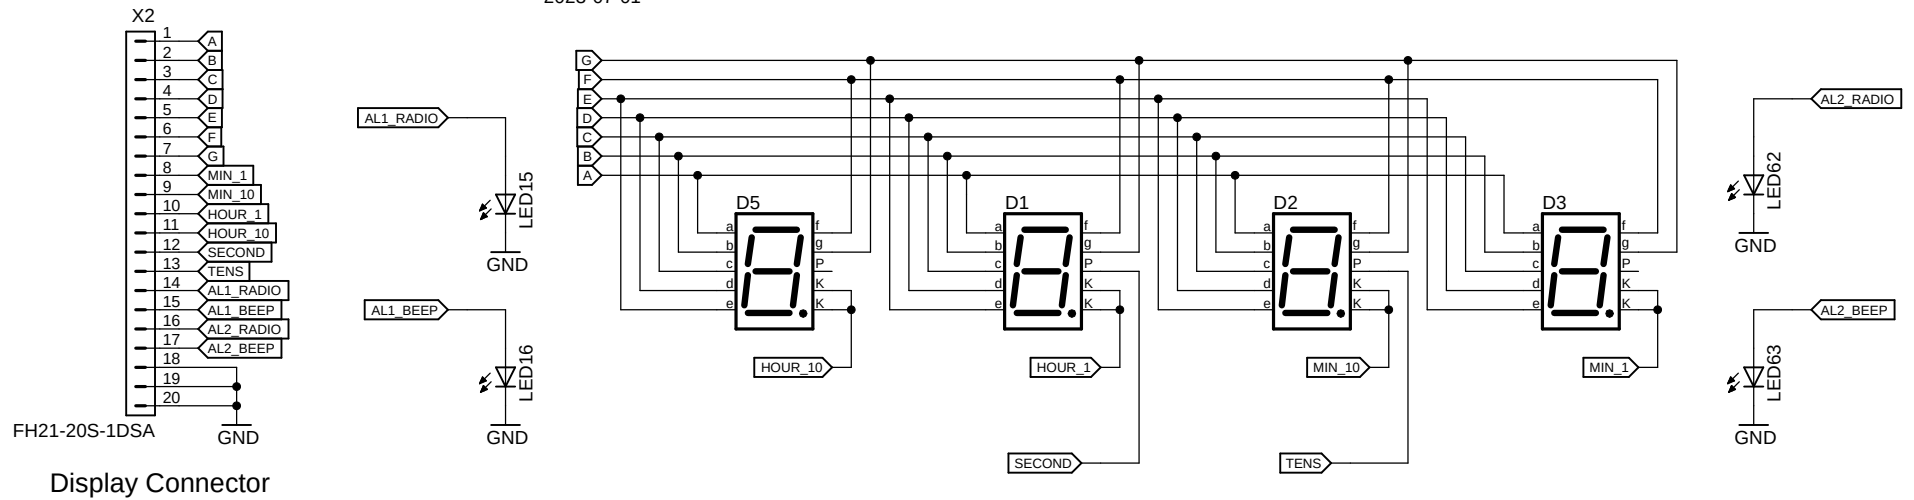 X2
1 A
2 B
3 C
4 D
5 E
6 F
7 G
8 MIN_1
9 MIN_10
10 HOUR_1
11 HOUR_10
12 SECOND
13 TENS
14 AL1_RADIO
15 AL1_BEEP
16 AL2_RADIO
17 AL2_BEEP
18
19
20
GND
FH21-20S-1DSA
Display Connector
AL1_RADIO
LED15
GND
AL1_BEEP
LED16
GND
G
F
E
D
C
B
A
D5
a f
b g
c P
d K
e K
HOUR_10
D1
a f
b g
c P
d K
e K
HOUR_1
SECOND
D2
a f
b g
c P
d K
e K
MIN_10
TENS
D3
a f
b g
c P
d K
e K
MIN_1
AL2_RADIO
LED62
GND
AL2_BEEP
LED63
GND